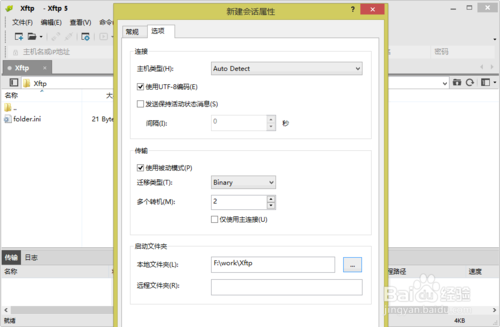 Xftp - Xftp 5
新建会话属性
文件(F) 编辑(E) 查看(V)
常规 选项
主机名或IP地址
密码
连接
Xftp
主机类型(H): Auto Detect
Xftp
使用UTF-8编码(E)
名称
发送保持活动状态消息(S)
..
间隔(I): 0 秒
folder.ini 21 Byte
传输
使用被动模式(P)
迁移类型(T): Binary
多个转机(M): 2
仅使用主连接(U)
启动文件夹
传输 日志
本地文件夹(L): F:\work\Xftp ...
名称
程路径 速度
远程文件夹(R):
Baidu 经验
jingyan.baidu.com
就绪
4KB